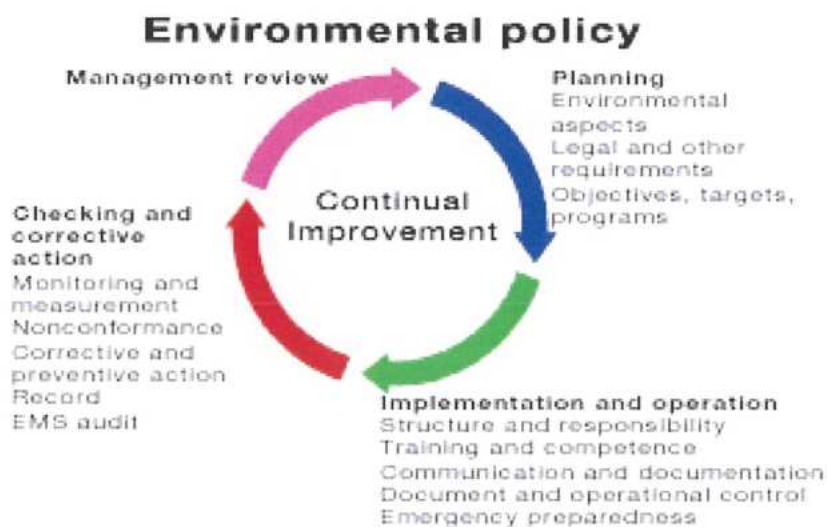 Environmental policy
Management review
Planning
Environmental
aspects
Legal and other
requirements
Objectives, targets,
programs
Continual
Improvement
Checking and
corrective
action
Monitoring and
measurement
Nonconformance
Corrective and
preventive action
Record
EMS audit
Implementation and operation
Structure and responsibility
Training and competence
Communication and documentation
Document and operational control
Emergency preparedness